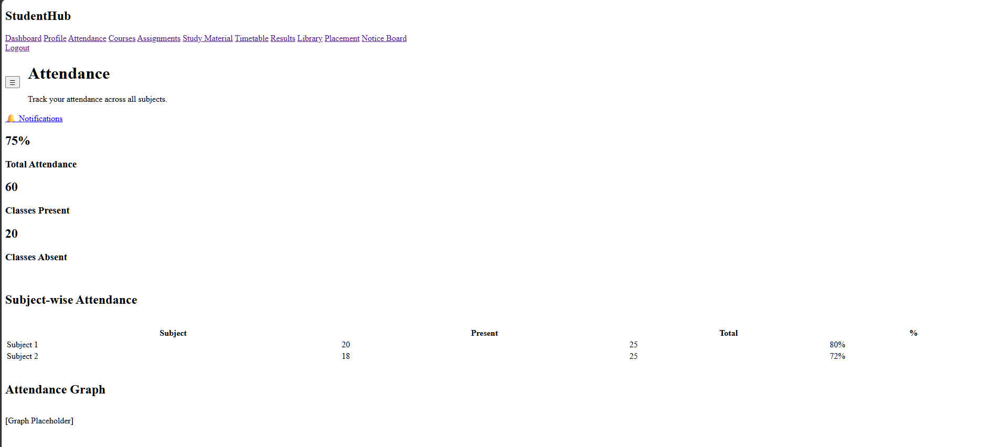 StudentHub
Dashboard Profile Attendance Courses Assignments Study Material Timetable Results Library Placement Notice Board
Logout
☰ Attendance
Track your attendance across all subjects.
🔔 Notifications
75%
Total Attendance
60
Classes Present
20
Classes Absent
Subject-wise Attendance
Subject Present Total %
Subject 1 20 25 80%
Subject 2 18 25 72%
Attendance Graph
[Graph Placeholder]